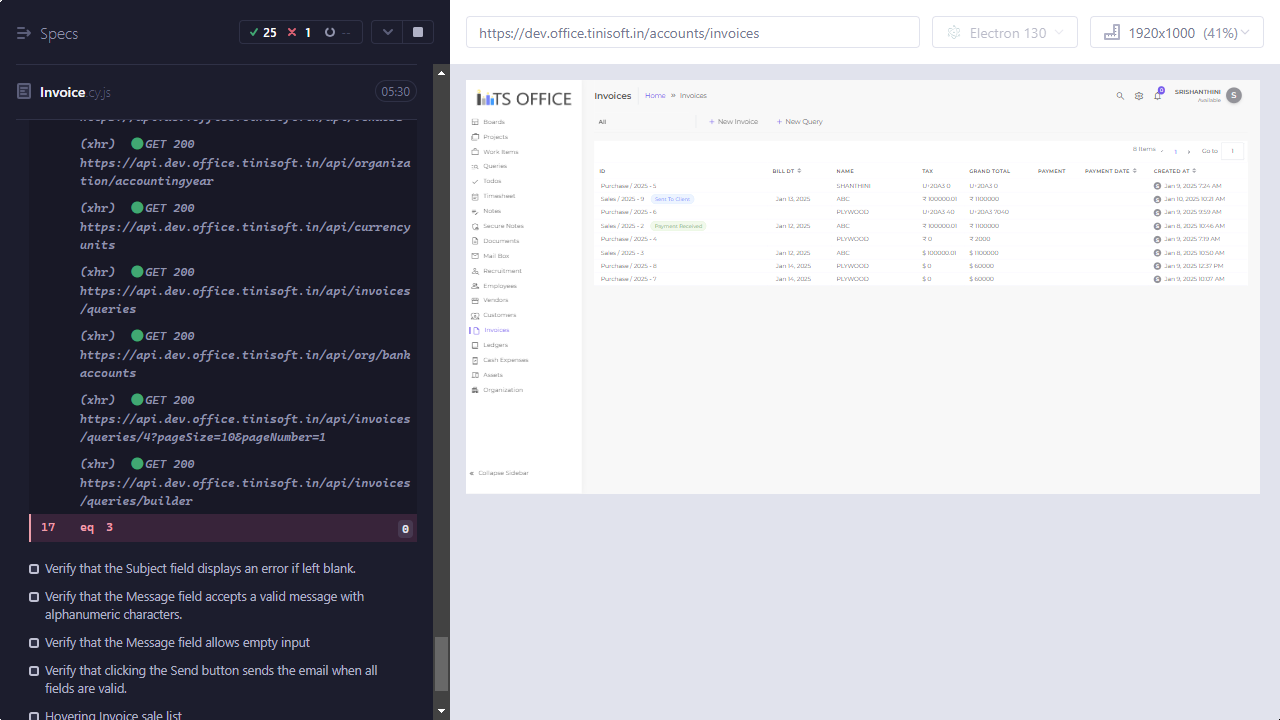 Specs
25
1
--
Invoice.cy.js
05:30
(xhr) GET 200
https://api.dev.office.tinisoft.in/api/organiza
tion/accountingyear
(xhr) GET 200
https://api.dev.office.tinisoft.in/api/currency
units
(xhr) GET 200
https://api.dev.office.tinisoft.in/api/invoices
/queries
(xhr) GET 200
https://api.dev.office.tinisoft.in/api/org/bank
accounts
(xhr) GET 200
https://api.dev.office.tinisoft.in/api/invoices
/queries/4?pageSize=10&pageNumber=1
(xhr) GET 200
https://api.dev.office.tinisoft.in/api/invoices
/queries/builder
17 eq 3 0
Verify that the Subject field displays an error if left blank.
Verify that the Message field accepts a valid message with
alphanumeric characters.
Verify that the Message field allows empty input
Verify that clicking the Send button sends the email when all
fields are valid.
Hovering Invoice sale list
https://dev.office.tinisoft.in/accounts/invoices
Electron 130
1920x1000 (41%)
TS OFFICE
Boards
Projects
Work Items
Queries
Todos
Timesheet
Notes
Secure Notes
Documents
Mail Box
Recruitment
Employees
Vendors
Customers
Invoices
Ledgers
Cash Expenses
Assets
Organization
« Collapse Sidebar
Invoices
Home » Invoices
0
SRISHANTHINI
Available
S
All
+ New Invoice
+ New Query
8 Items ‹ 1 › Go to 1
ID BILL DT NAME TAX GRAND TOTAL PAYMENT PAYMENT DATE CREATED AT
Purchase / 2025 - 5 SHANTHINI U+20A3 0 U+20A3 0 S Jan 9, 2025 7:24 AM
Sales / 2025 - 9 Sent To Client Jan 13, 2025 ABC ₹ 100000.01 ₹ 1100000 S Jan 10, 2025 10:21 AM
Purchase / 2025 - 6 PLYWOOD U+20A3 40 U+20A3 7040 S Jan 9, 2025 9:59 AM
Sales / 2025 - 2 Payment Received Jan 12, 2025 ABC ₹ 100000.01 ₹ 1100000 S Jan 8, 2025 10:46 AM
Purchase / 2025 - 4 PLYWOOD ₹ 0 ₹ 2000 S Jan 9, 2025 7:19 AM
Sales / 2025 - 3 Jan 12, 2025 ABC $ 100000.01 $ 1100000 S Jan 8, 2025 10:50 AM
Purchase / 2025 - 8 Jan 14, 2025 PLYWOOD $ 0 $ 60000 S Jan 9, 2025 12:37 PM
Purchase / 2025 - 7 Jan 14, 2025 PLYWOOD $ 0 $ 60000 S Jan 9, 2025 10:07 AM